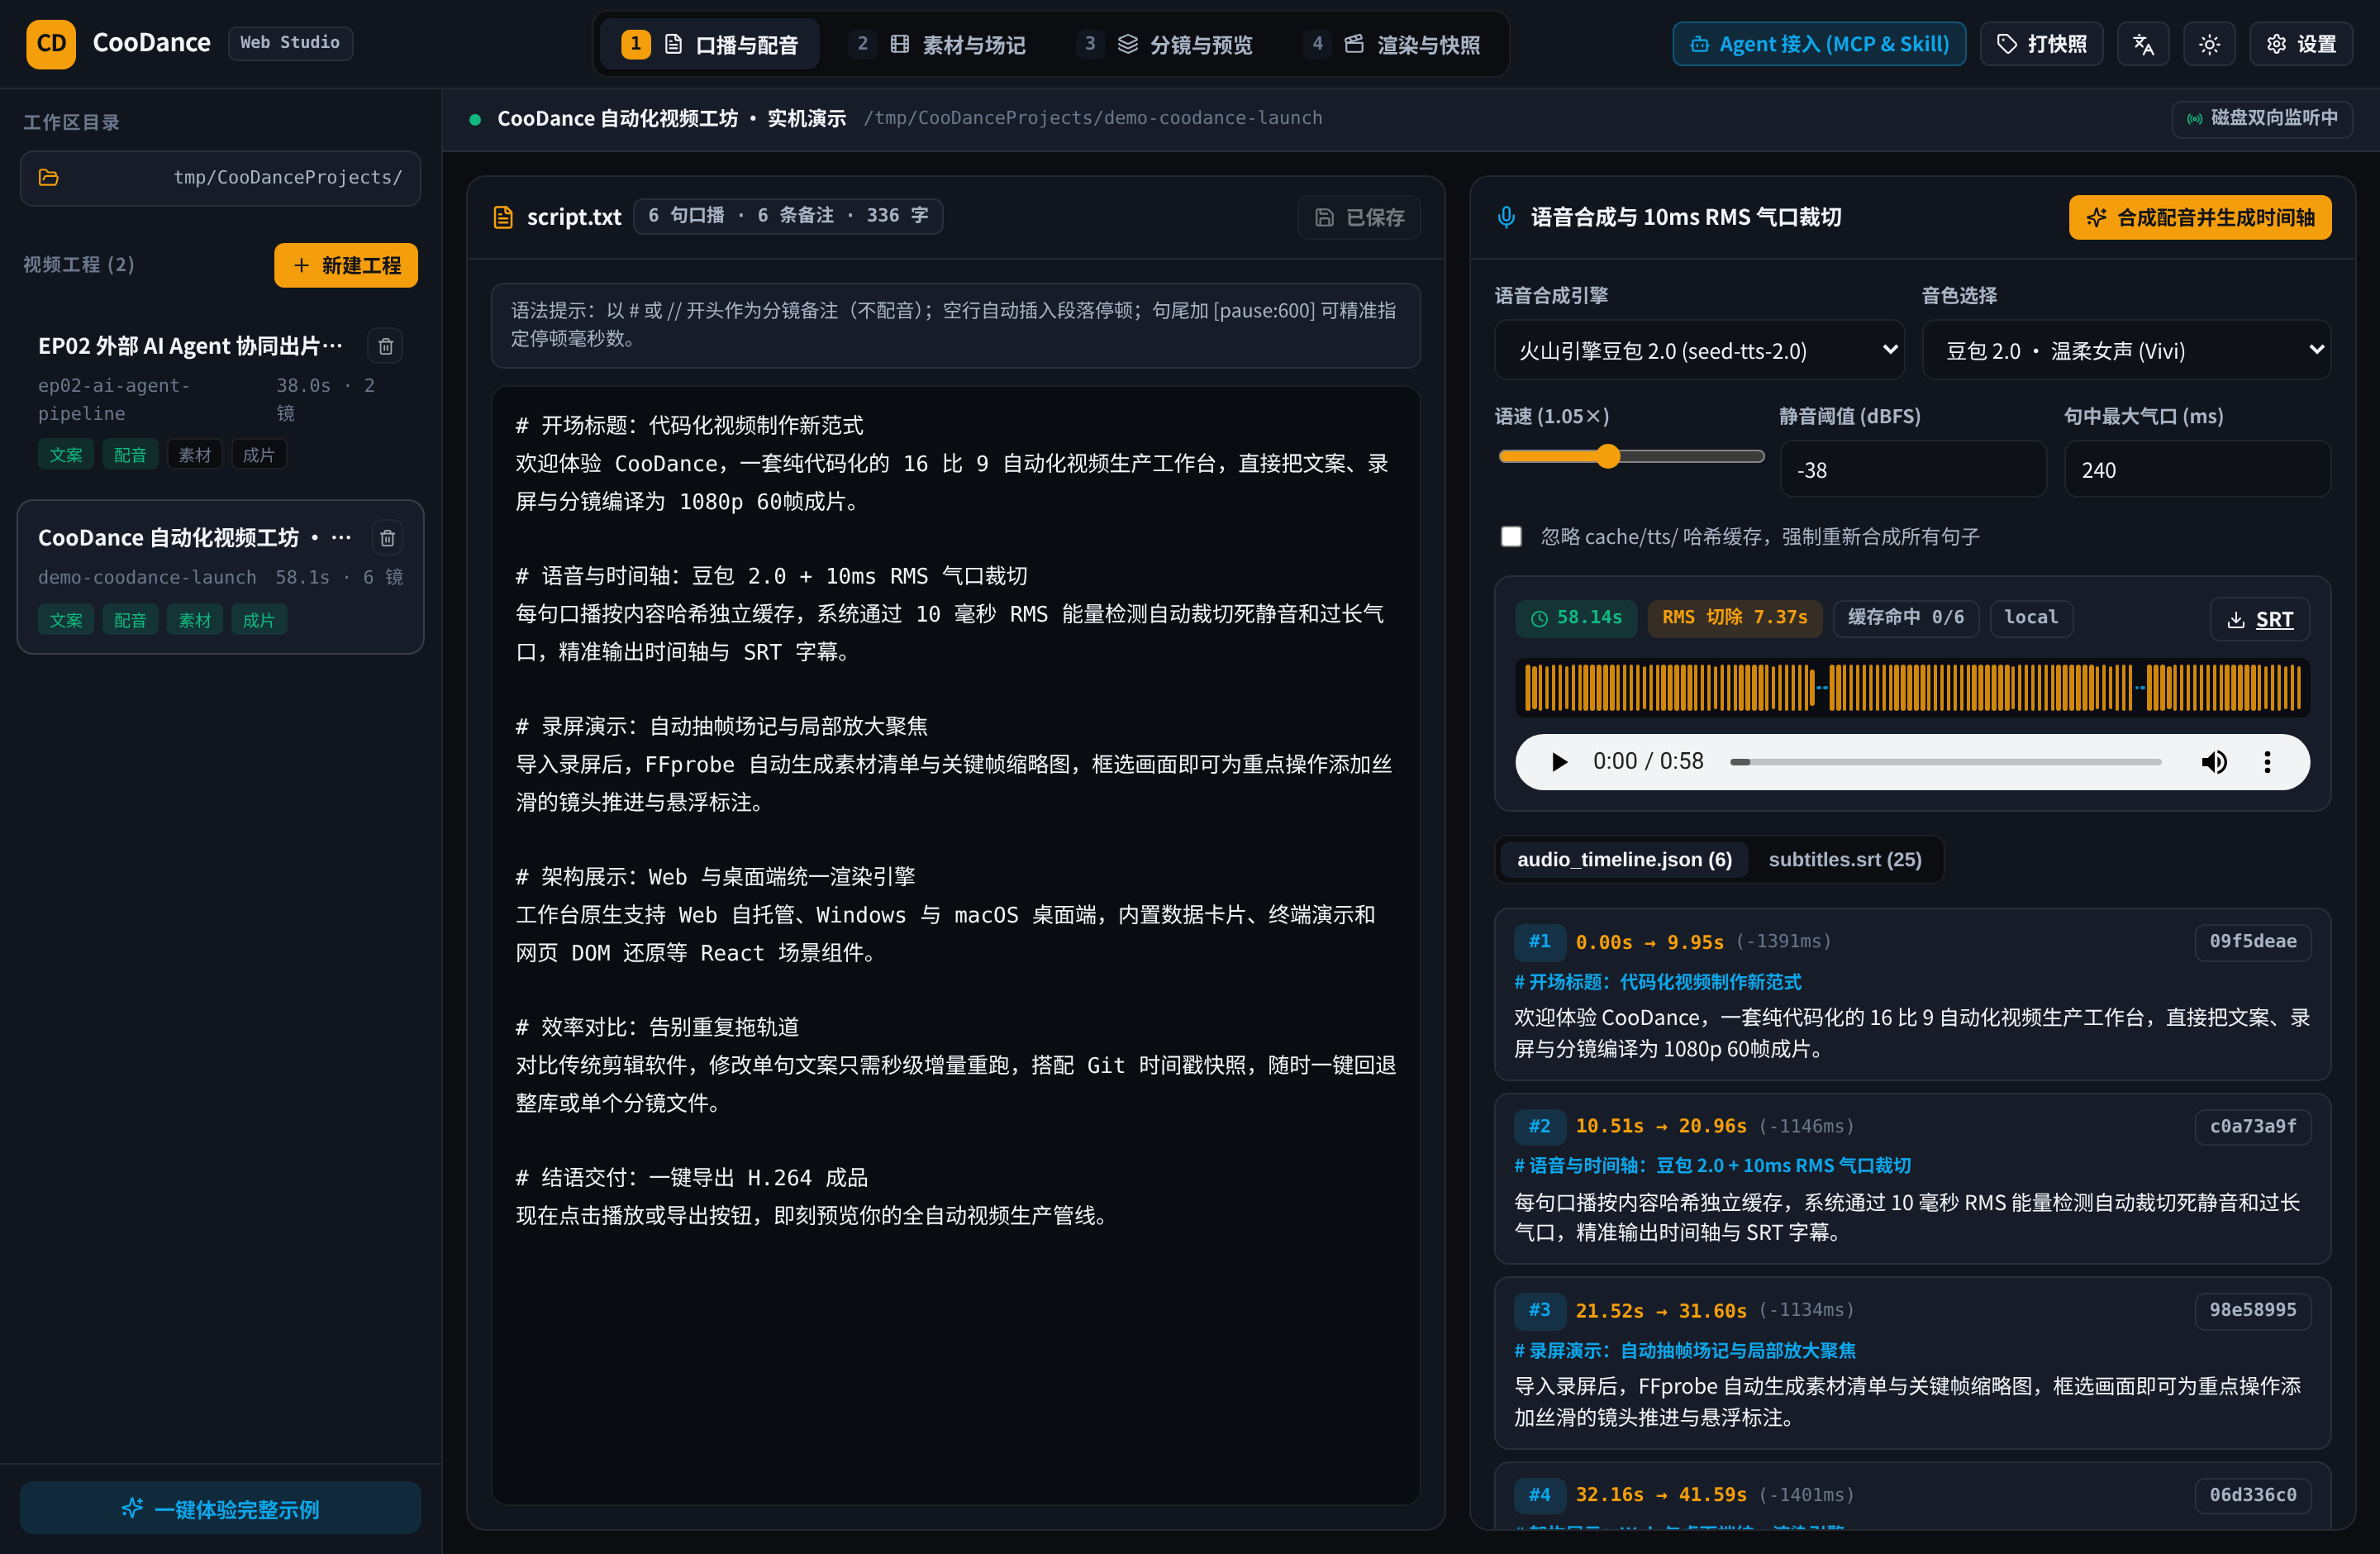 CD CooDance Web Studio
1 口播与配音 2 素材与场记 3 分镜与预览 4 渲染与快照
Agent 接入 (MCP & Skill) 打快照 设置
工作区目录
tmp/CooDanceProjects/
视频工程 (2) 新建工程
EP02 外部 AI Agent 协同出片…
ep02-ai-agent-
pipeline
38.0s · 2
镜
文案 配音 素材 成片
CooDance 自动化视频工坊 • …
demo-coodance-launch 58.1s · 6 镜
文案 配音 素材 成片
一键体验完整示例
CooDance 自动化视频工坊 • 实机演示 /tmp/CooDanceProjects/demo-coodance-launch
磁盘双向监听中
script.txt 6 句口播 · 6 条备注 · 336 字 已保存
语法提示：以 # 或 // 开头作为分镜备注（不配音）；空行自动插入段落停顿；句尾加 [pause:600] 可精准指
定停顿毫秒数。
# 开场标题：代码化视频制作新范式
欢迎体验 CooDance，一套纯代码化的 16 比 9 自动化视频生产工作台，直接把文案、录
屏与分镜编译为 1080p 60帧成片。
# 语音与时间轴：豆包 2.0 + 10ms RMS 气口裁切
每句口播按内容哈希独立缓存，系统通过 10 毫秒 RMS 能量检测自动裁切死静音和过长气
口，精准输出时间轴与 SRT 字幕。
# 录屏演示：自动抽帧场记与局部放大聚焦
导入录屏后，FFprobe 自动生成素材清单与关键帧缩略图，框选画面即可为重点操作添加丝
滑的镜头推进与悬浮标注。
# 架构展示：Web 与桌面端统一渲染引擎
工作台原生支持 Web 自托管、Windows 与 macOS 桌面端，内置数据卡片、终端演示和
网页 DOM 还原等 React 场景组件。
# 效率对比：告别重复拖轨道
对比传统剪辑软件，修改单句文案只需秒级增量重跑，搭配 Git 时间戳快照，随时一键回退
整库或单个分镜文件。
# 结语交付：一键导出 H.264 成品
现在点击播放或导出按钮，即刻预览你的全自动视频生产管线。
语音合成与 10ms RMS 气口裁切 合成配音并生成时间轴
语音合成引擎 音色选择
火山引擎豆包 2.0 (seed-tts-2.0) 豆包 2.0 • 温柔女声 (Vivi)
语速 (1.05×) 静音阈值 (dBFS) 句中最大气口 (ms)
-38 240
忽略 cache/tts/ 哈希缓存，强制重新合成所有句子
58.14s RMS 切除 7.37s 缓存命中 0/6 local SRT
0:00 / 0:58
audio_timeline.json (6) subtitles.srt (25)
#1 0.00s → 9.95s (-1391ms) 09f5deae
# 开场标题：代码化视频制作新范式
欢迎体验 CooDance，一套纯代码化的 16 比 9 自动化视频生产工作台，直接把文案、录
屏与分镜编译为 1080p 60帧成片。
#2 10.51s → 20.96s (-1146ms) c0a73a9f
# 语音与时间轴：豆包 2.0 + 10ms RMS 气口裁切
每句口播按内容哈希独立缓存，系统通过 10 毫秒 RMS 能量检测自动裁切死静音和过长
气口，精准输出时间轴与 SRT 字幕。
#3 21.52s → 31.60s (-1134ms) 98e58995
# 录屏演示：自动抽帧场记与局部放大聚焦
导入录屏后，FFprobe 自动生成素材清单与关键帧缩略图，框选画面即可为重点操作添
加丝滑的镜头推进与悬浮标注。
#4 32.16s → 41.59s (-1401ms) 06d336c0